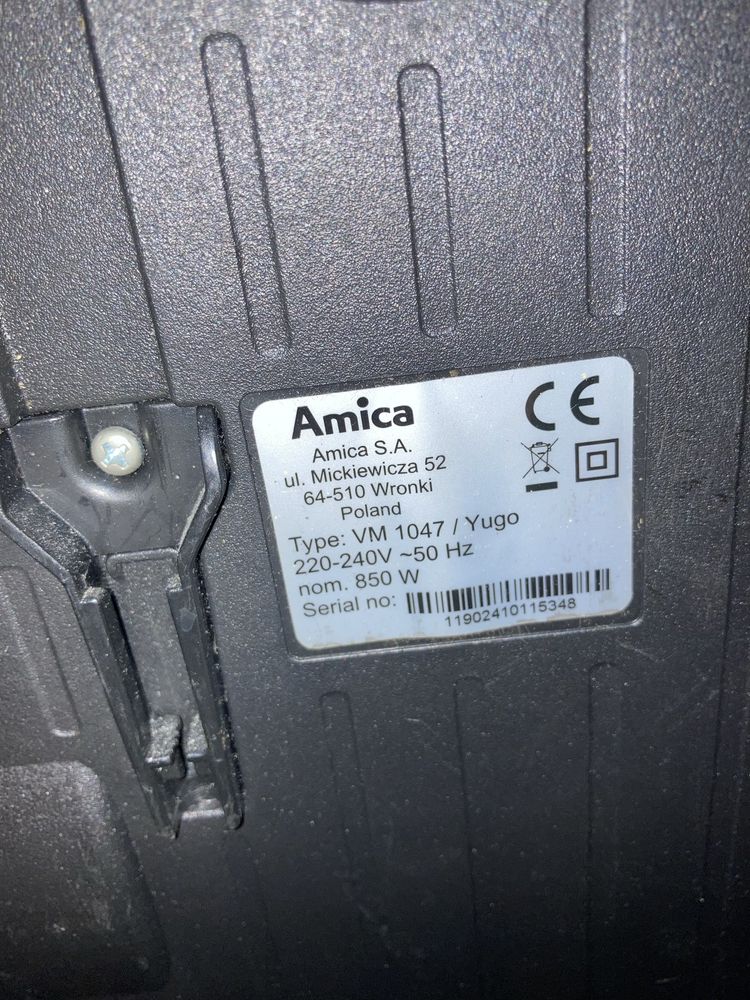 Amica
CE
Amica S.A.
ul. Mickiewicza 52
64-510 Wronki
Poland
Type: VM 1047 / Yugo
220-240V ~50 Hz
nom. 850 W
Serial no:
11902410115348